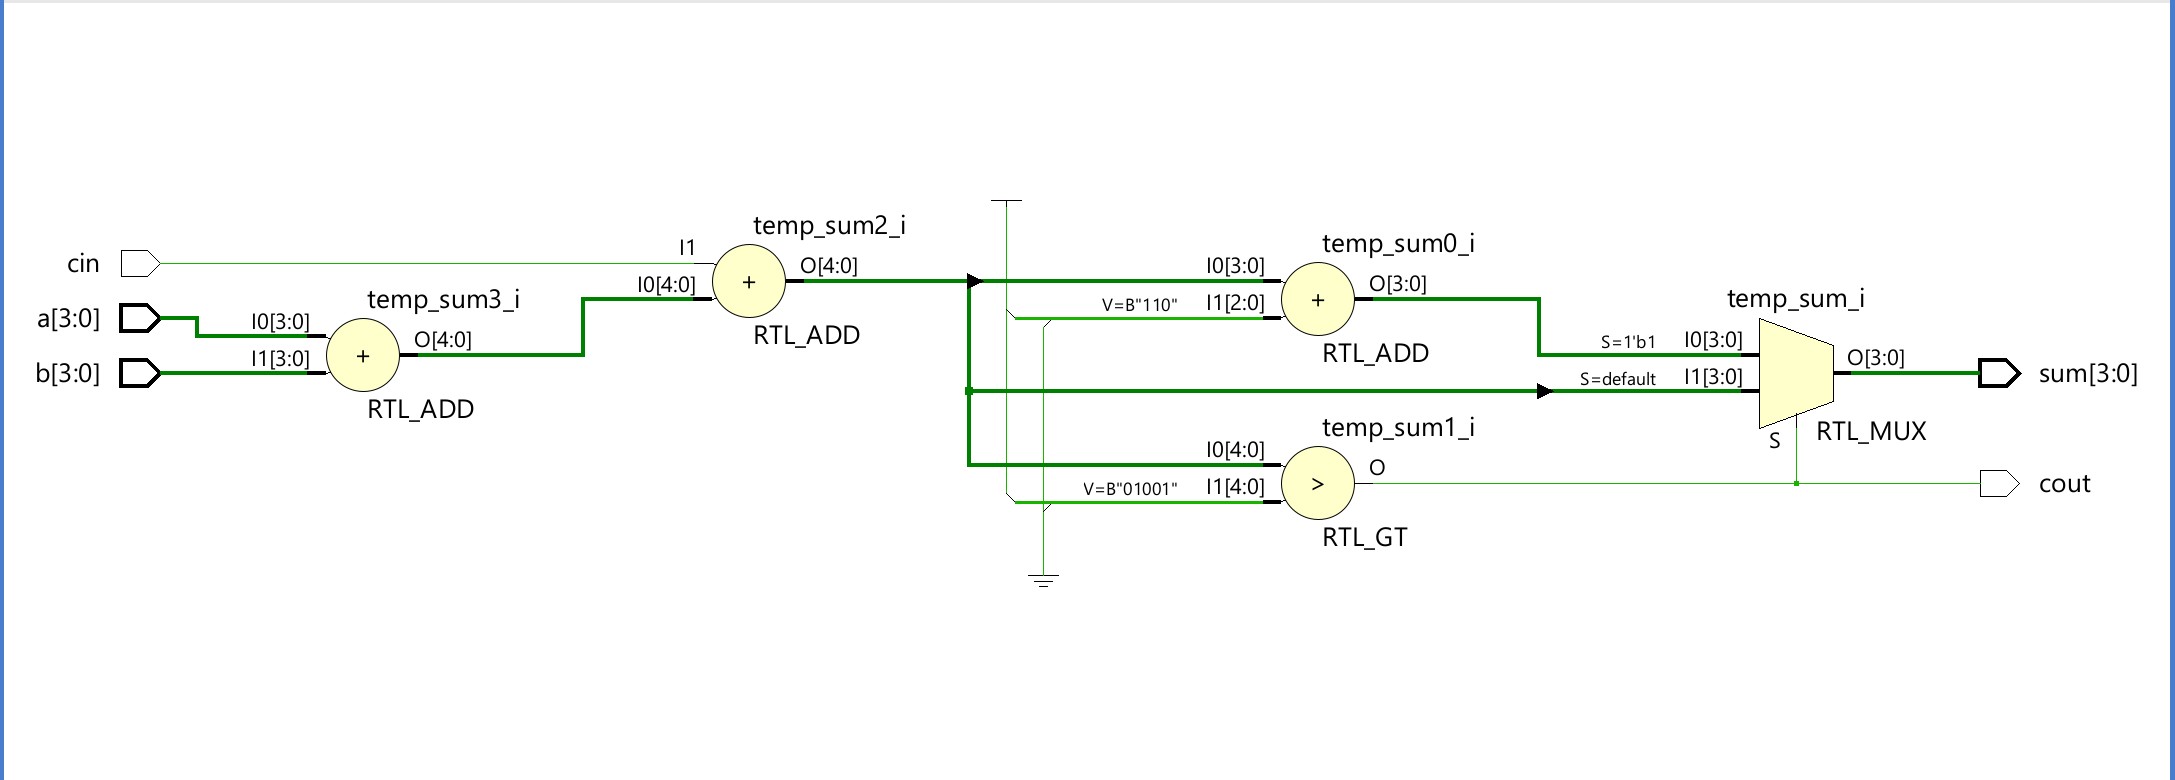 cin
a[3:0]
b[3:0]
I0[3:0]
I1[3:0]
temp_sum3_i
+
O[4:0]
RTL_ADD
I1
I0[4:0]
temp_sum2_i
+
O[4:0]
RTL_ADD
V=B"110"
I0[3:0]
I1[2:0]
temp_sum0_i
+
O[3:0]
RTL_ADD
V=B"01001"
I0[4:0]
I1[4:0]
temp_sum1_i
>
O
RTL_GT
S=1'b1
I0[3:0]
S=default
I1[3:0]
temp_sum_i
O[3:0]
S
RTL_MUX
sum[3:0]
cout